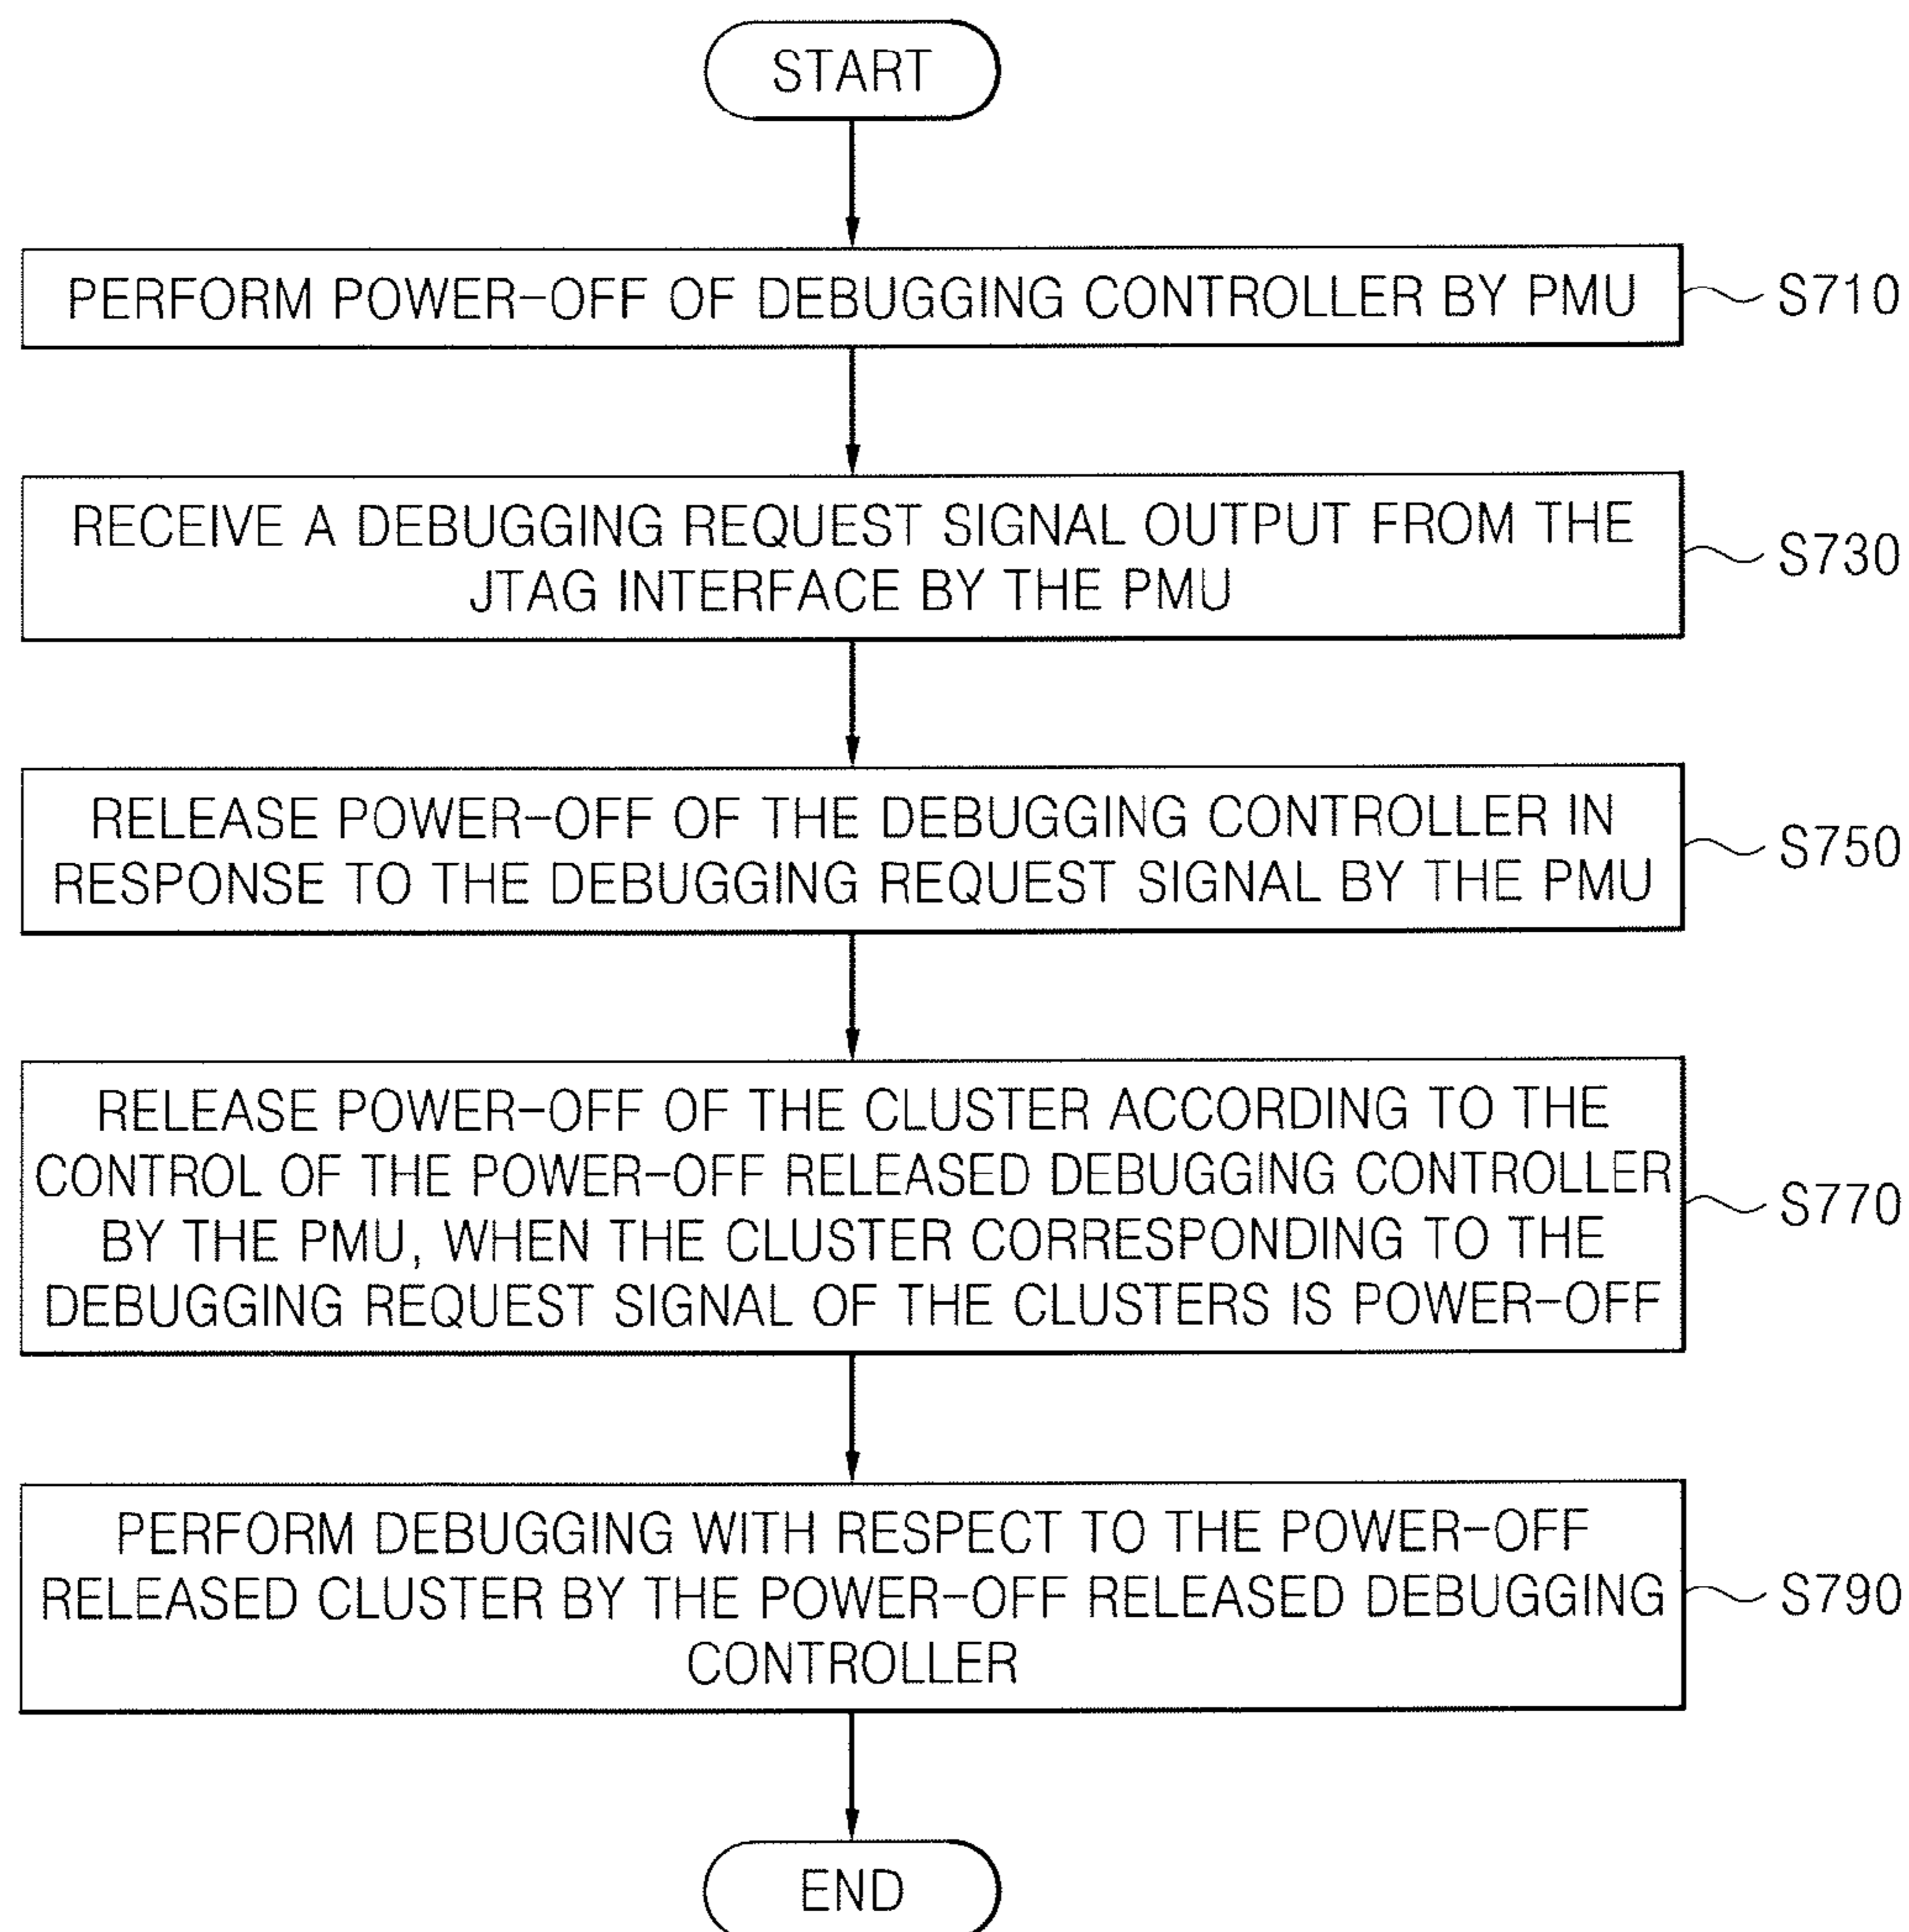 START
PERFORM POWER-OFF OF DEBUGGING CONTROLLER BY PMU
S710
RECEIVE A DEBUGGING REQUEST SIGNAL OUTPUT FROM THE
JTAG INTERFACE BY THE PMU
S730
RELEASE POWER-OFF OF THE DEBUGGING CONTROLLER IN
RESPONSE TO THE DEBUGGING REQUEST SIGNAL BY THE PMU
S750
RELEASE POWER-OFF OF THE CLUSTER ACCORDING TO THE
CONTROL OF THE POWER-OFF RELEASED DEBUGGING CONTROLLER
BY THE PMU, WHEN THE CLUSTER CORRESPONDING TO THE
DEBUGGING REQUEST SIGNAL OF THE CLUSTERS IS POWER-OFF
S770
PERFORM DEBUGGING WITH RESPECT TO THE POWER-OFF
RELEASED CLUSTER BY THE POWER-OFF RELEASED DEBUGGING
CONTROLLER
S790
END